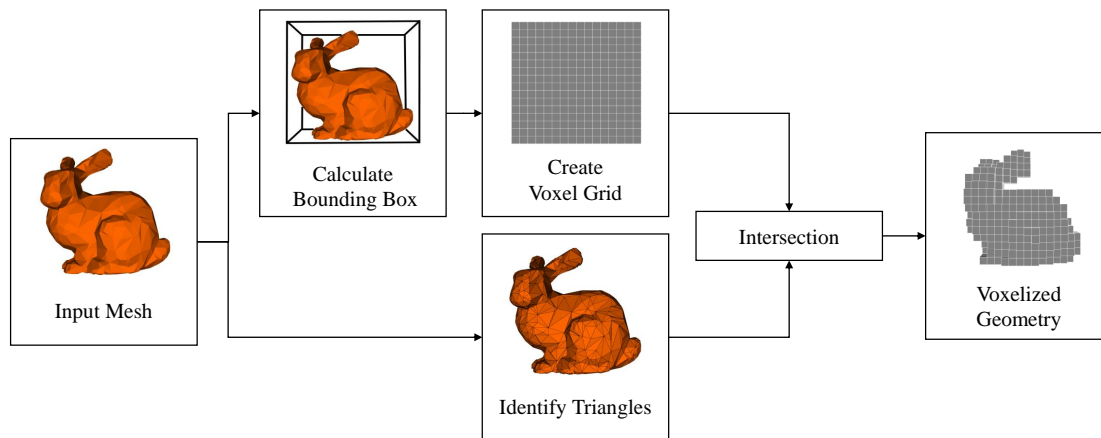 Input Mesh
Calculate
Bounding Box
Create
Voxel Grid
Identify Triangles
Intersection
Voxelized
Geometry